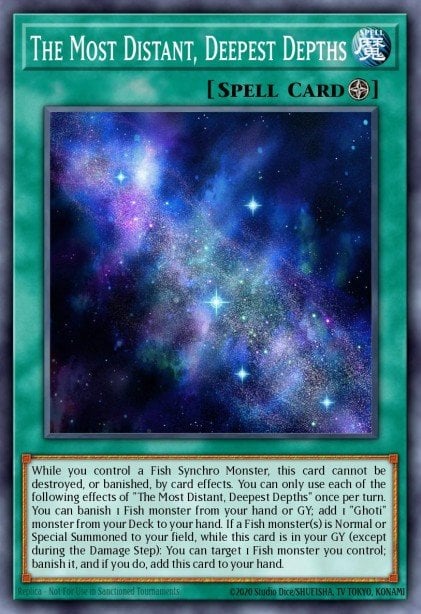 THE MOST DISTANT, DEEPEST DEPTHS
SPELL
魔
[SPELL CARD]
While you control a Fish Synchro Monster, this card cannot be
destroyed, or banished, by card effects. You can only use each of the
following effects of "The Most Distant, Deepest Depths" once per turn.
You can banish 1 Fish monster from your hand or GY; add 1 "Ghoti"
monster from your Deck to your hand. If a Fish monster(s) is Normal or
Special Summoned to your field, while this card is in your GY (except
during the Damage Step): You can target 1 Fish monster you control;
banish it, and if you do, add this card to your hand.
Replica - Not For Use in Sanctioned Tournaments
©2020 Studio Dice/SHUEISHA, TV TOKYO, KONAMI